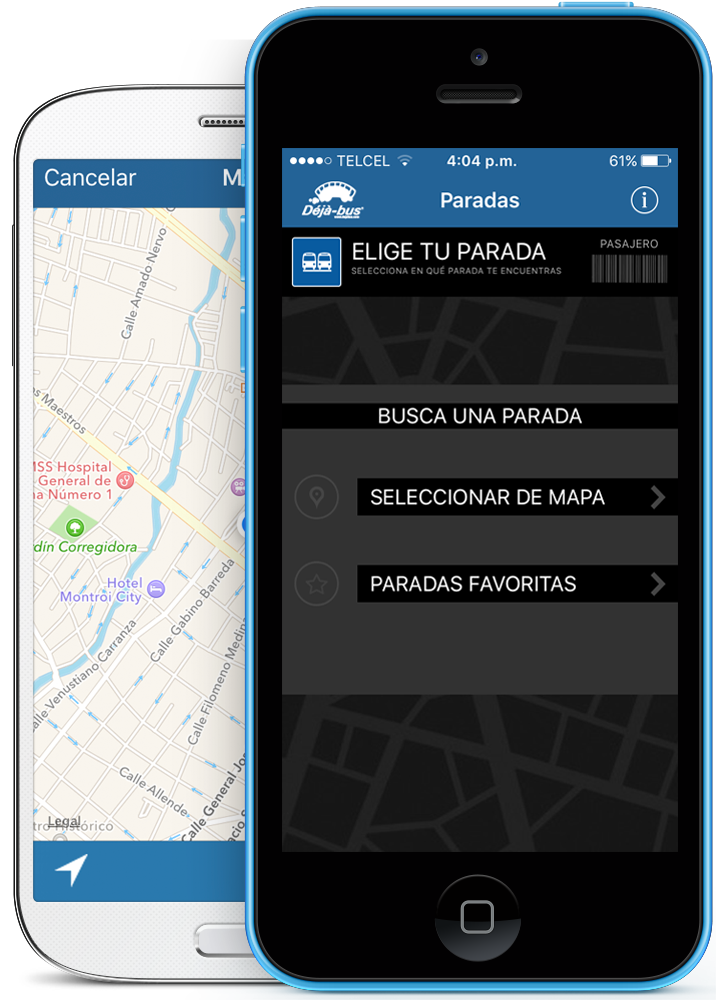 Cancelar
Calle Amado Nervo
Maestros
MSS Hospital
General de
na Número 1
dín Corregidora
Hotel
Montroi City
Calle Gabino Barreda
Calle Venustiano Carranza
Calle Filomeno Medina
Calle Allende
Calle General
Legal
tro Histórico
TELCEL
4:04 p.m.
61%
Déjà-bus
Paradas
i
ELIGE TU PARADA
SELECCIONA EN QUÉ PARADA TE ENCUENTRAS
PASAJERO
BUSCA UNA PARADA
SELECCIONAR DE MAPA
PARADAS FAVORITAS